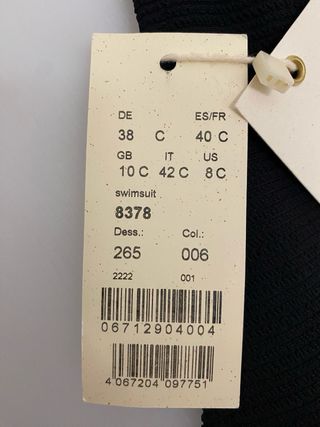 DE ES/FR
38 C 40 C
GB IT US
10 C 42 C 8 C
swimsuit
8378
Dess.: Col.:
265 006
2222 001
06712904004
4 067204 097751